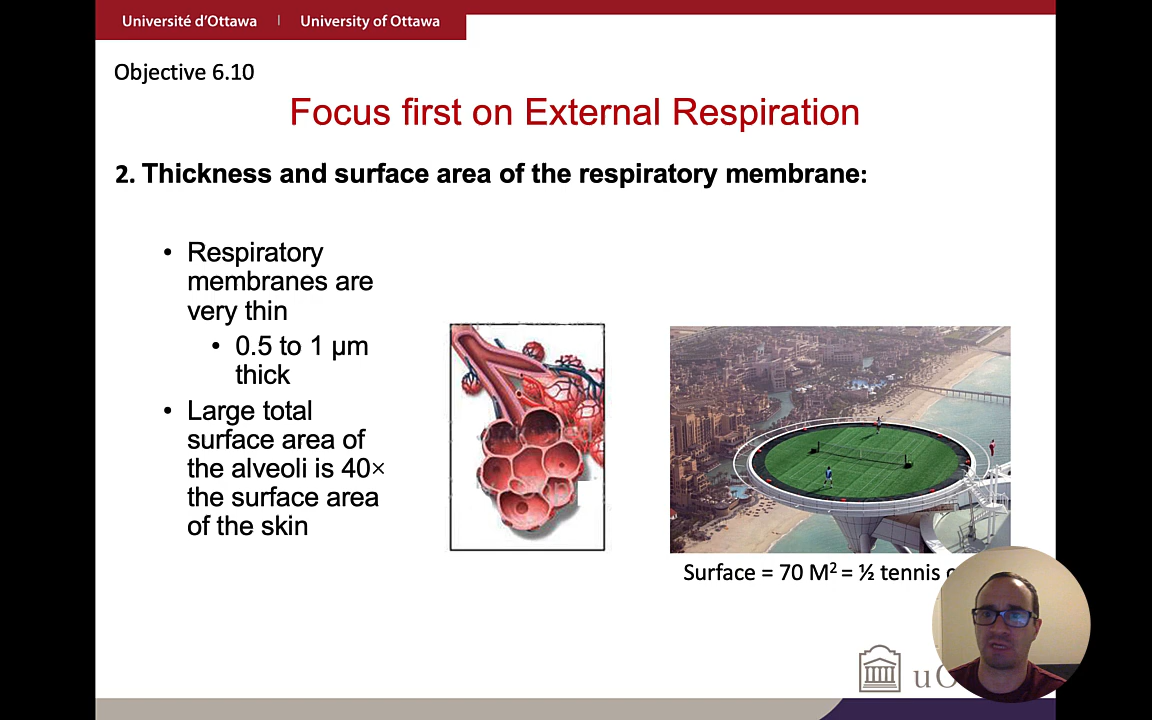 Université d'Ottawa | University of Ottawa
Objective 6.10
Focus first on External Respiration
2. Thickness and surface area of the respiratory membrane:
• Respiratory
membranes are
very thin
• 0.5 to 1 µm
thick
• Large total
surface area of
the alveoli is 40×
the surface area
of the skin
Surface = 70 M² = ½ tennis